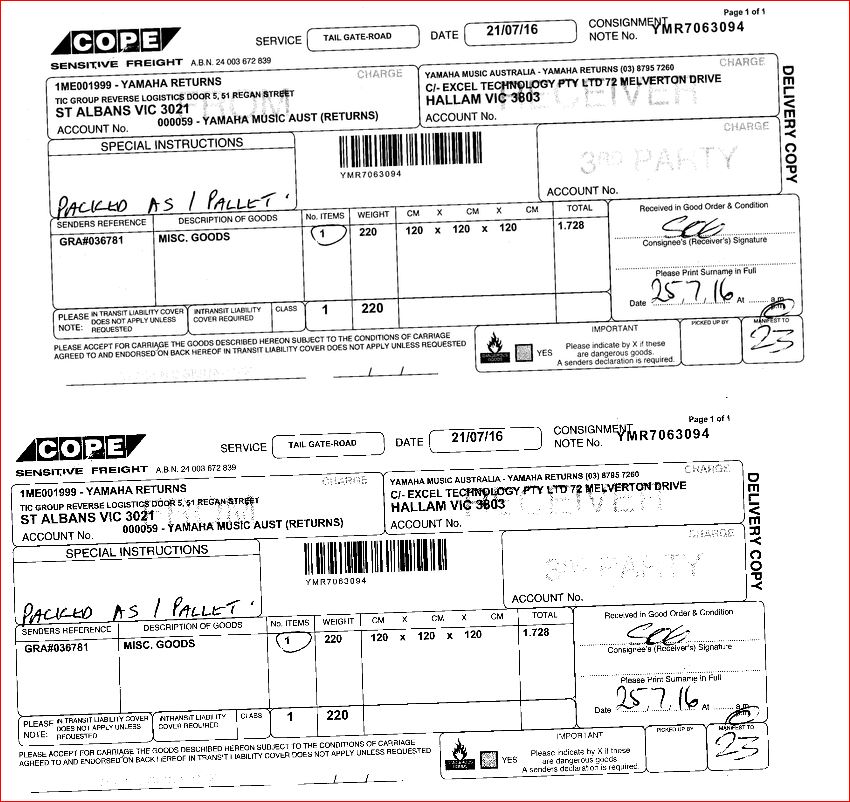 Page 1 of 1
COPE
SENSITIVE FREIGHT A.B.N. 24 003 672 839
SERVICE TAIL GATE-ROAD
DATE 21/07/16
CONSIGNMENT NOTE No. YMR7063094
CHARGE
1ME001999 - YAMAHA RETURNS
TIC GROUP REVERSE LOGISTICS DOOR 5, 51 REGAN STREET
ST ALBANS VIC 3021
000059 - YAMAHA MUSIC AUST (RETURNS)
ACCOUNT No.
CHARGE
YAMAHA MUSIC AUSTRALIA - YAMAHA RETURNS (03) 8795 7260
C/- EXCEL TECHNOLOGY PTY LTD 72 MELVERTON DRIVE
HALLAM VIC 3803
RECEIVER
DELIVERY COPY
SPECIAL INSTRUCTIONS
PACKED AS 1 PALLET.
YMR7063094
CHARGE
3RD PARTY
ACCOUNT No.
SENDERS REFERENCE DESCRIPTION OF GOODS No. ITEMS WEIGHT CM X CM X CM TOTAL
GRA#036781 MISC. GOODS 1 220 120 x 120 x 120 1.728
Received in Good Order & Condition
Consignee's (Receiver's) Signature
Please Print Surname in Full
Date 25.7.16 At a.m
PLEASE NOTE: IN TRANSIT LIABILITY COVER DOES NOT APPLY UNLESS REQUESTED
INTRANSIT LIABILITY COVER REQUIRED
CLASS
1 220
PLEASE ACCEPT FOR CARRIAGE THE GOODS DESCRIBED HEREON SUBJECT TO THE CONDITIONS OF CARRIAGE
AGREED TO AND ENDORSED ON BACK HEREOF IN TRANSIT LIABILITY COVER DOES NOT APPLY UNLESS REQUESTED
DANGEROUS GOODS
YES
IMPORTANT
Please indicate by X if these
are dangerous goods.
A senders declaration is required.
PICKED UP BY
MANIFEST TO
23
Page 1 of 1
COPE
SENSITIVE FREIGHT A.B.N. 24 003 672 839
SERVICE TAIL GATE-ROAD
DATE 21/07/16
CONSIGNMENT NOTE No. YMR7063094
CHARGE
1ME001999 - YAMAHA RETURNS
TIC GROUP REVERSE LOGISTICS DOOR 5, 51 REGAN STREET
ST ALBANS VIC 3021
000059 - YAMAHA MUSIC AUST (RETURNS)
ACCOUNT No.
CHARGE
YAMAHA MUSIC AUSTRALIA - YAMAHA RETURNS (03) 8795 7260
C/- EXCEL TECHNOLOGY PTY LTD 72 MELVERTON DRIVE
HALLAM VIC 3803
RECEIVER
DELIVERY COPY
SPECIAL INSTRUCTIONS
PACKED AS 1 PALLET.
YMR7063094
CHARGE
3RD PARTY
ACCOUNT No.
SENDERS REFERENCE DESCRIPTION OF GOODS No. ITEMS WEIGHT CM X CM X CM TOTAL
GRA#036781 MISC. GOODS 1 220 120 x 120 x 120 1.728
Received in Good Order & Condition
Consignee's (Receiver's) Signature
Please Print Surname in Full
Date 25.7.16 At a.m
PLEASE NOTE: IN TRANSIT LIABILITY COVER DOES NOT APPLY UNLESS REQUESTED
INTRANSIT LIABILITY COVER REQUIRED
CLASS
1 220
PLEASE ACCEPT FOR CARRIAGE THE GOODS DESCRIBED HEREON SUBJECT TO THE CONDITIONS OF CARRIAGE
AGREED TO AND ENDORSED ON BACK HEREOF IN TRANSIT LIABILITY COVER DOES NOT APPLY UNLESS REQUESTED
DANGEROUS GOODS
YES
IMPORTANT
Please indicate by X if these
are dangerous goods
A senders declaration is required.
PICKED UP BY
MANIFEST TO
23